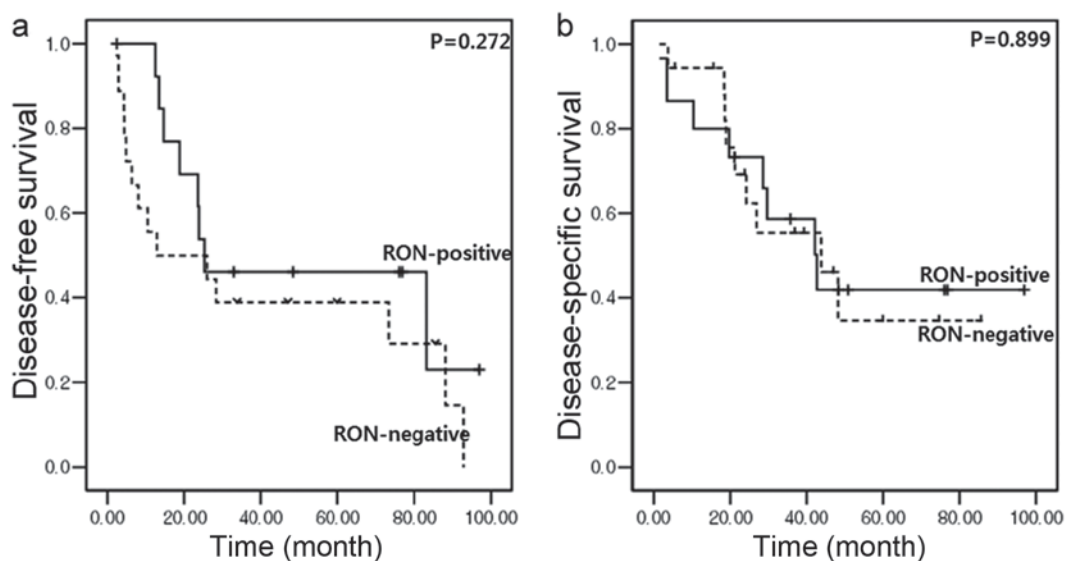 a
P=0.272
Disease-free survival
1.0
0.8
0.6
0.4
0.2
0.0
RON-positive
RON-negative
0.00 20.00 40.00 60.00 80.00 100.00
Time (month)
b
P=0.899
Disease-specific survival
1.0
0.8
0.6
0.4
0.2
0.0
RON-positive
RON-negative
0.00 20.00 40.00 60.00 80.00 100.00
Time (month)